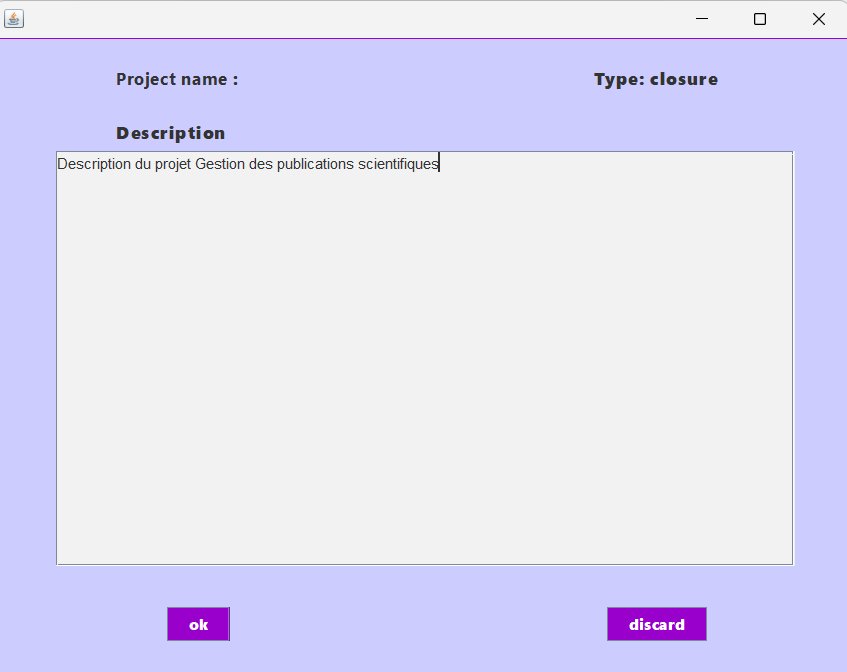 Project name :
Type: closure
Description
Description du projet Gestion des publications scientifiques
ok
discard